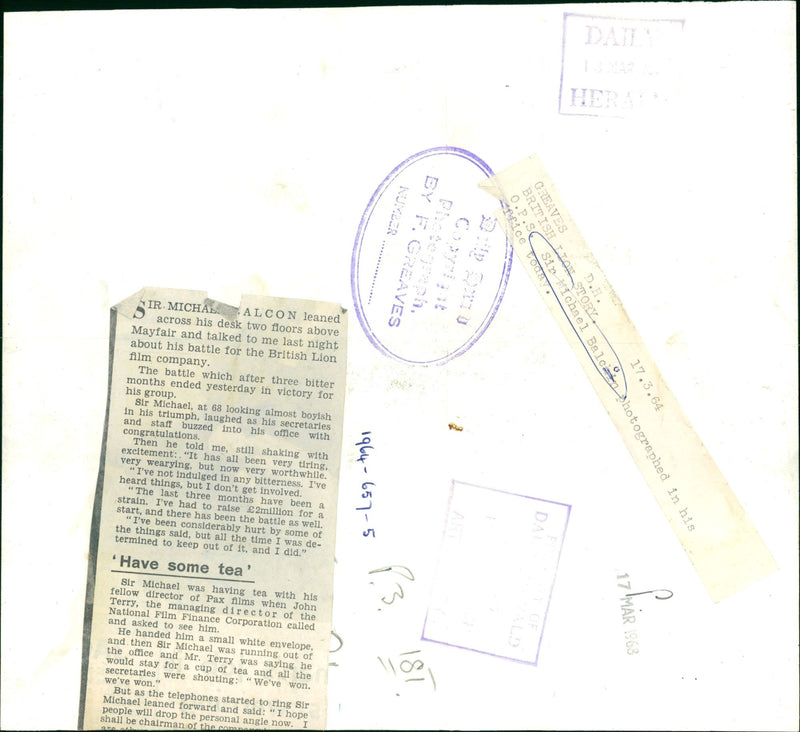 DAILY
HERALD
Copyright
Photograph.
BY F. GREAVES
NUMBER
GREAVES D.H. 17.3.64
BRITISH LION STORY.
O.P.S. Sir Michael Balcon photographed in his
office today.
SIR MICHAEL BALCON leaned
across his desk two floors above
Mayfair and talked to me last night
about his battle for the British Lion
film company.
The battle which after three bitter
months ended yesterday in victory for
his group.
Sir Michael, at 68 looking almost boyish
in his triumph, laughed as his secretaries
and staff buzzed into his office with
congratulations.
Then he told me, still shaking with
excitement: "It has all been very tiring,
very wearying, but now very worthwhile.
"I've not indulged in any bitterness. I've
heard things, but I don't get involved.
"The last three months have been a
strain. I've had to raise £2million for a
start, and there has been the battle as well.
"I've been considerably hurt by some of
the things said, but all the time I was de-
termined to keep out of it, and I did."
'Have some tea'
Sir Michael was having tea with his
fellow director of Pax films when John
Terry, the managing director of the
National Film Finance Corporation called
and asked to see him.
He handed him a small white envelope,
and then Sir Michael was running out of
the office and Mr. Terry was saying he
would stay for a cup of tea and all the
secretaries were shouting: "We've won,
we've won."
But as the telephones started to ring Sir
Michael leaned forward and said: "I hope
people will drop the personal angle now. I
shall be chairman of the company
1964-657-5
P.3.
181
17 MAR 1963